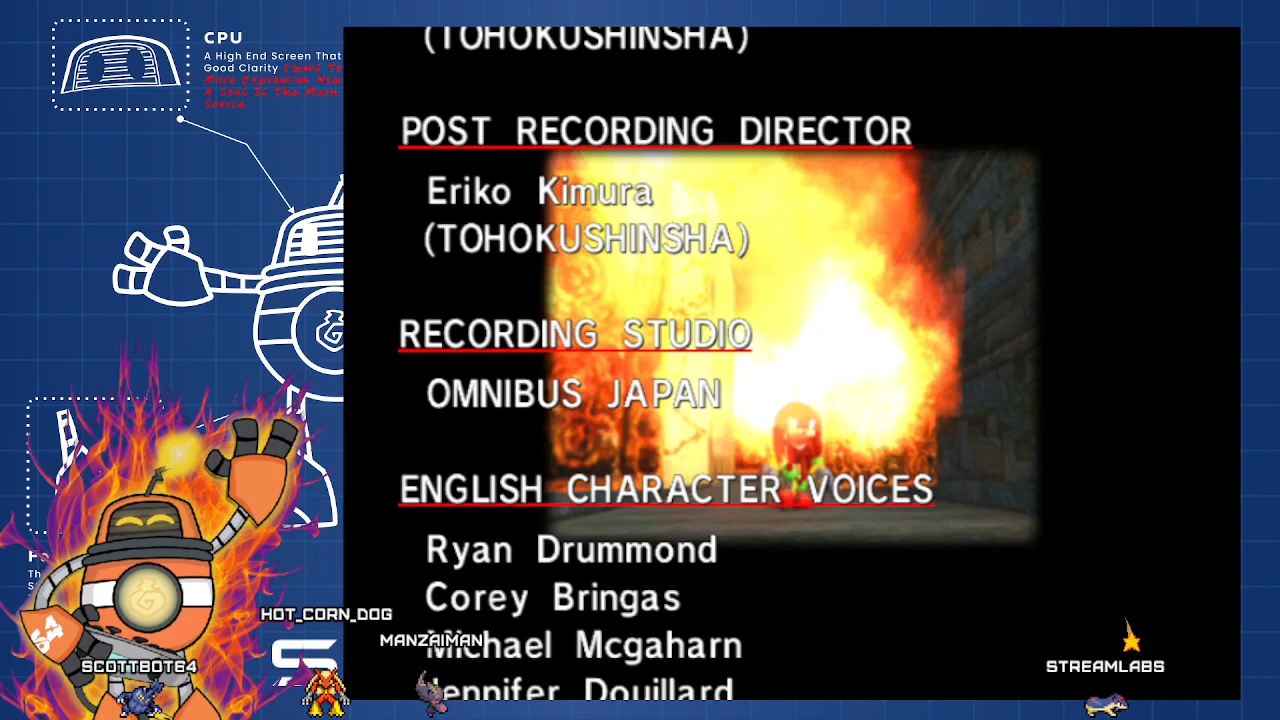 CPU
A High End Screen That
Good Clarity
(TOHOKUSHINSHA)
POST RECORDING DIRECTOR
Eriko Kimura
(TOHOKUSHINSHA)
RECORDING STUDIO
OMNIBUS JAPAN
ENGLISH CHARACTER VOICES
Ryan Drummond
Corey Bringas
Michael Mcgaharn
Jennifer Douillard
HOT_CORN_DOG
MANZAIMAN
SCOTTBOT64
STREAMLABS
64